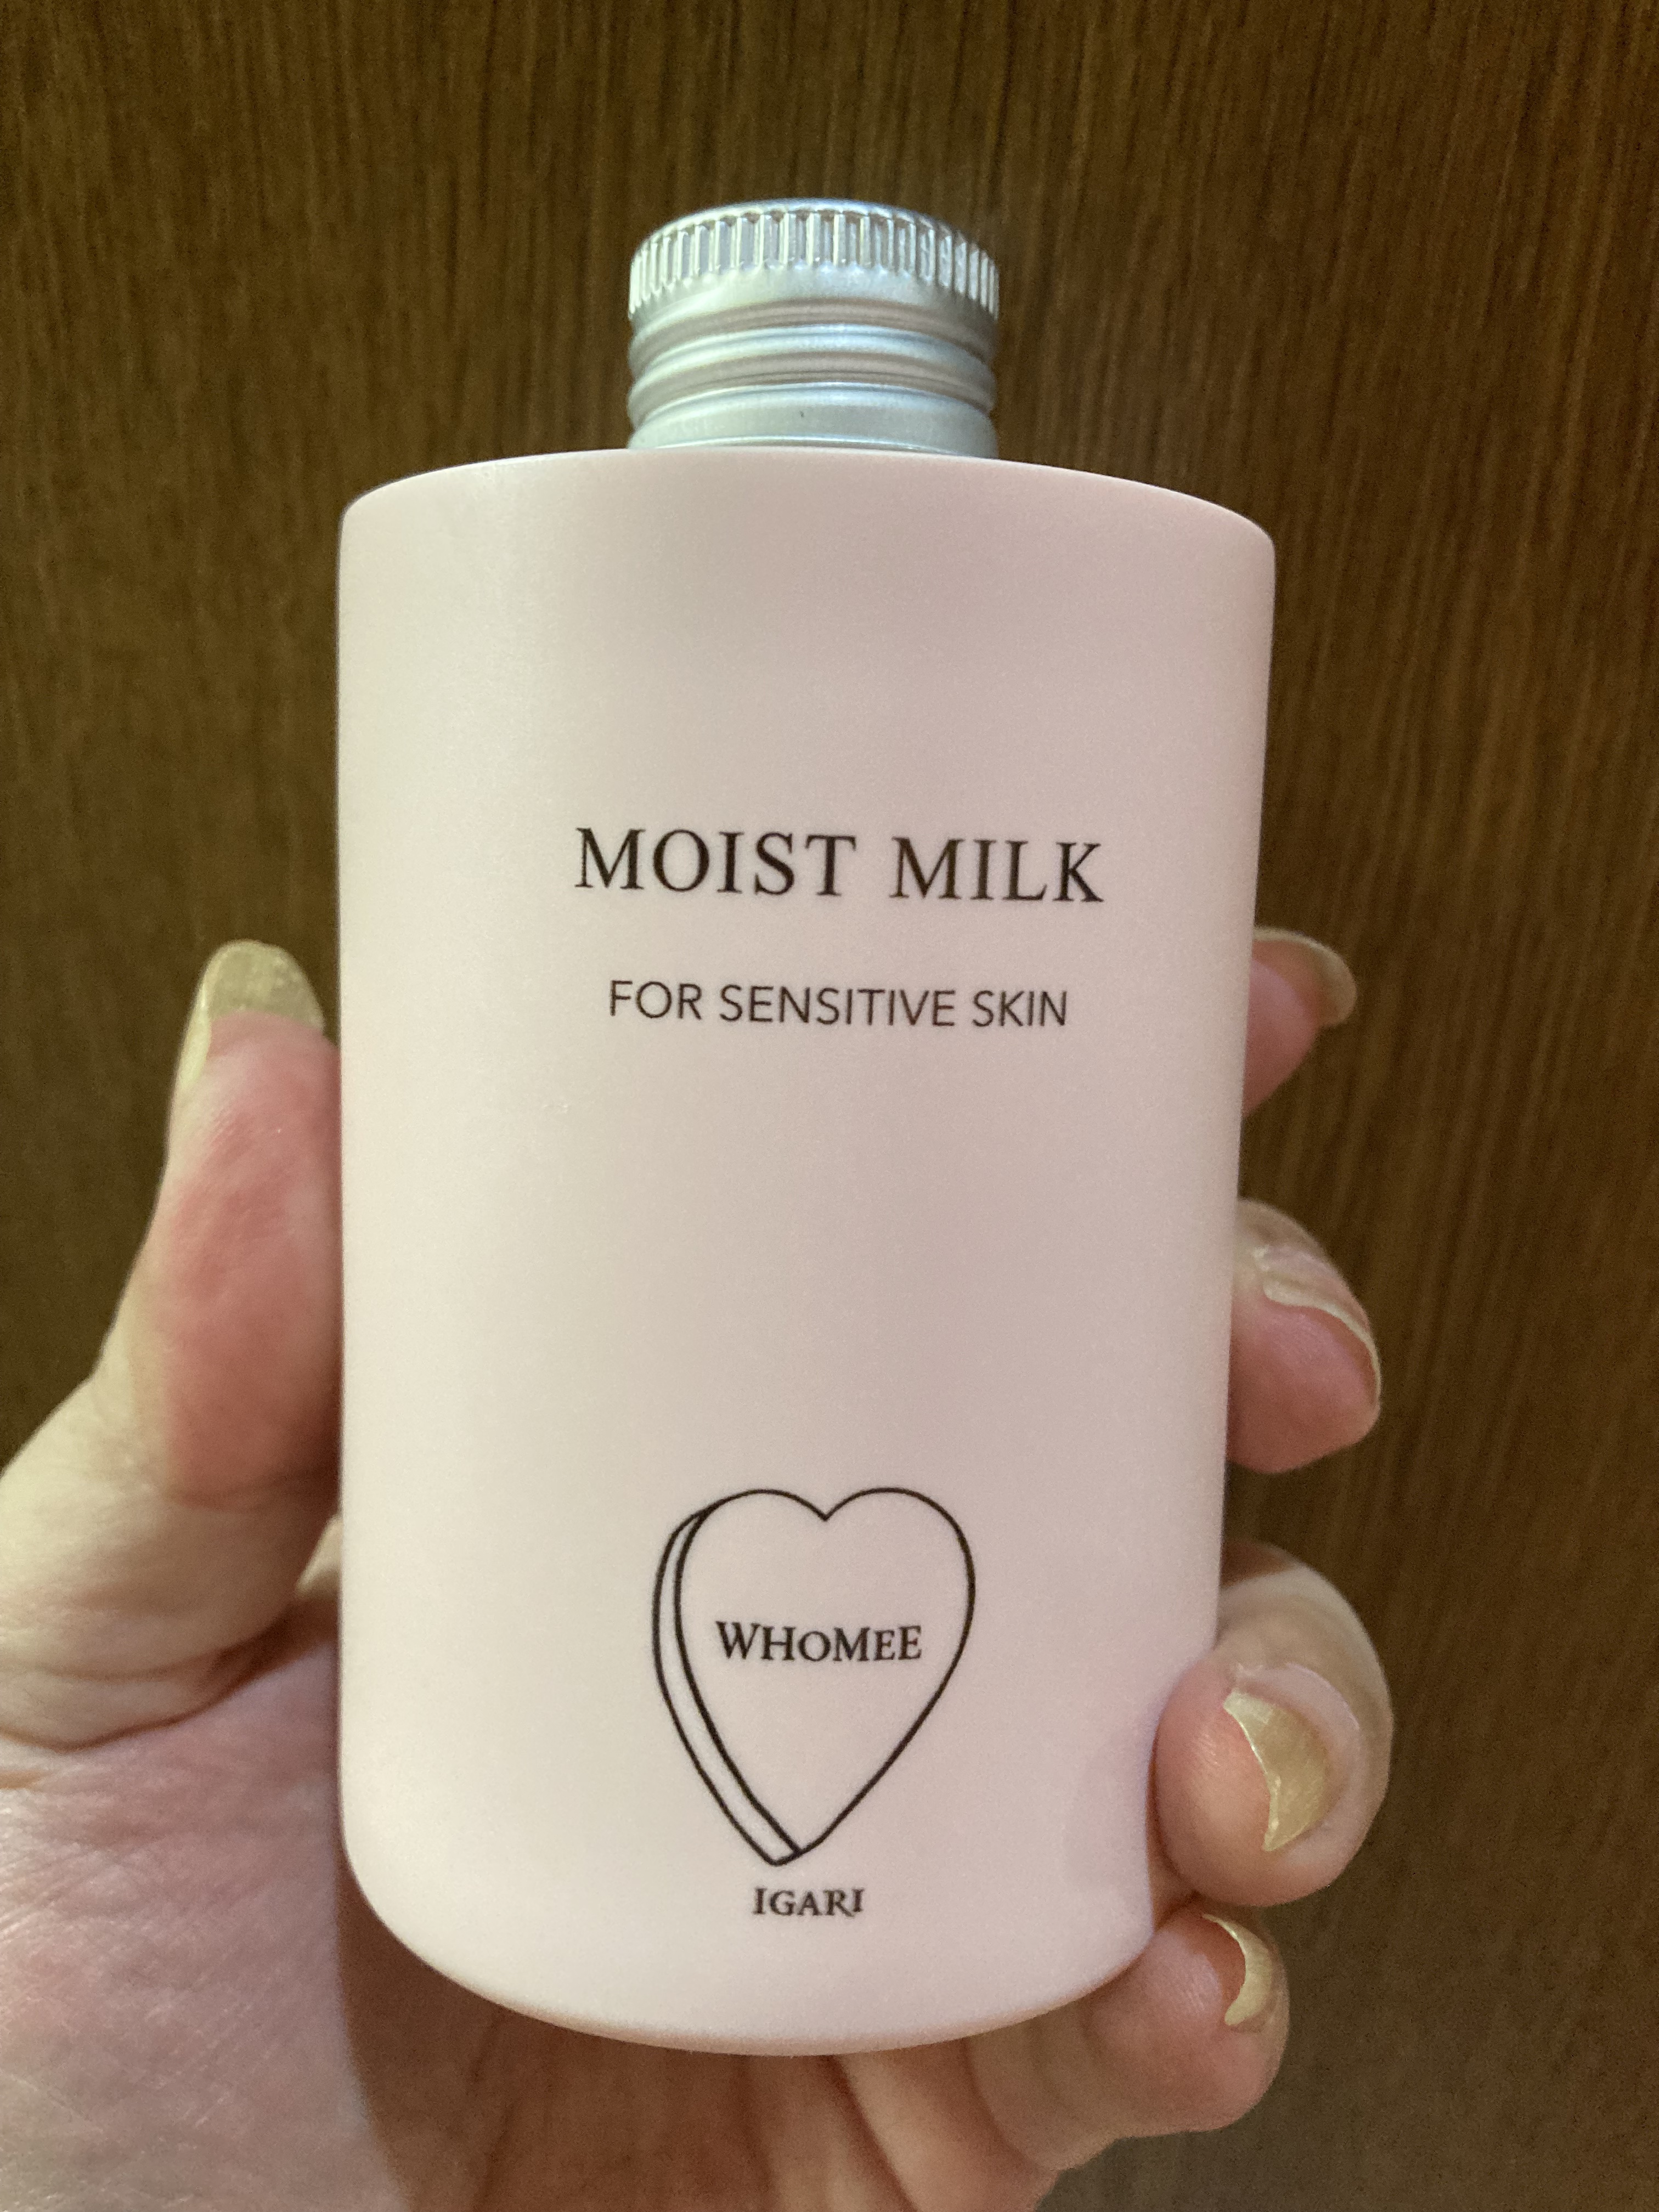 MOIST MILK
FOR SENSITIVE SKIN
WHOMEE
IGARI